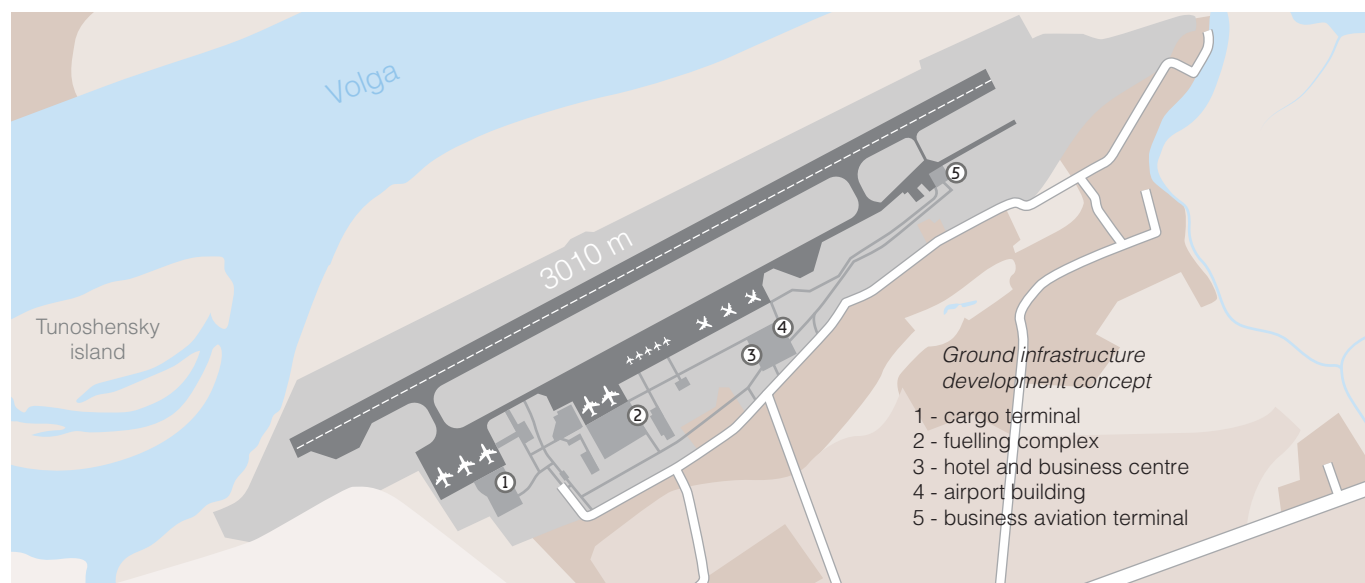 Volga
3010 m
5
Tunoshensky
island
4
3
2
1
Ground infrastructure
development concept
1 - cargo terminal
2 - fuelling complex
3 - hotel and business centre
4 - airport building
5 - business aviation terminal